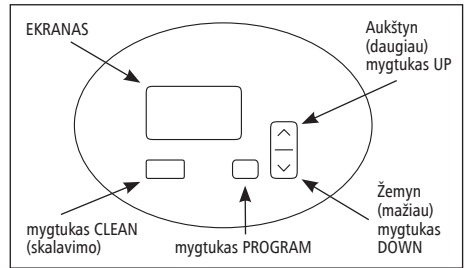 EKRANAS
Aukštyn
(daugiau)
mygtukas UP
Žemyn
(mažiau)
mygtukas
DOWN
mygtukas CLEAN
(skalavimo)
mygtukas PROGRAM